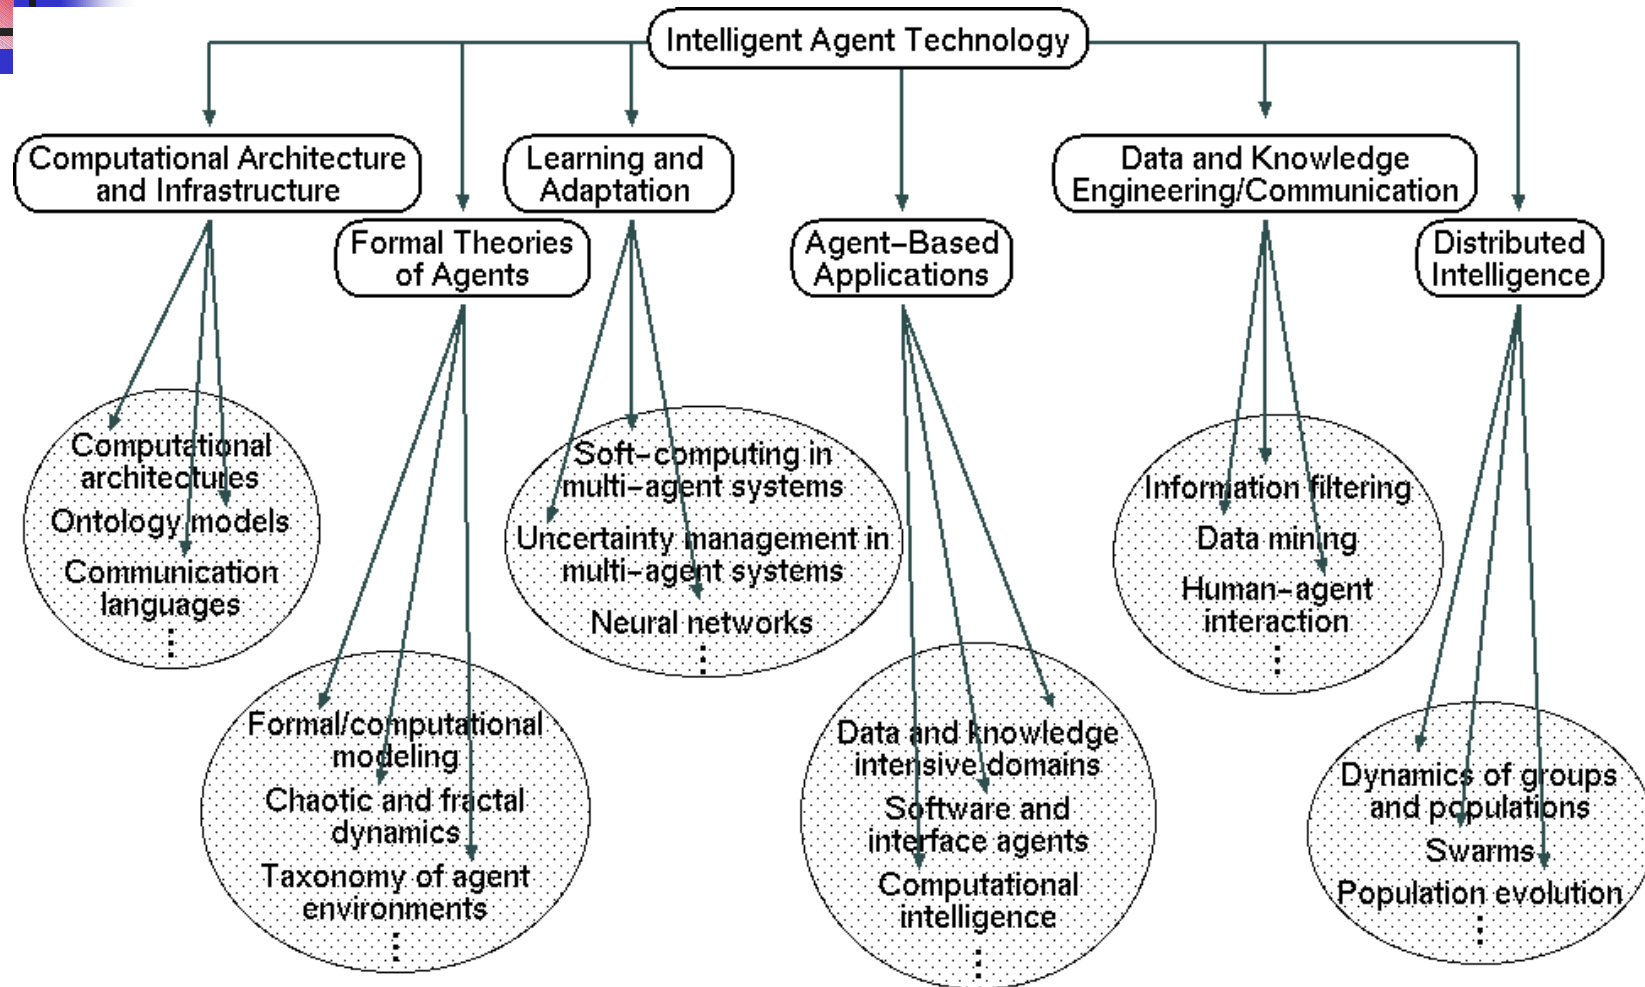 Intelligent Agent Technology
Computational Architecture
and Infrastructure
Learning and
Adaptation
Data and Knowledge
Engineering/Communication
Formal Theories
of Agents
Agent-Based
Applications
Distributed
Intelligence
Computational
architectures
Ontology models
Communication
languages
⋮
Soft-computing in
multi-agent systems
Uncertainty management in
multi-agent systems
Neural networks
⋮
Information filtering
Data mining
Human-agent
interaction
⋮
Formal/computational
modeling
Chaotic and fractal
dynamics
Taxonomy of agent
environments
⋮
Data and knowledge
intensive domains
Software and
interface agents
Computational
intelligence
⋮
Dynamics of groups
and populations
Swarms
Population evolution
⋮